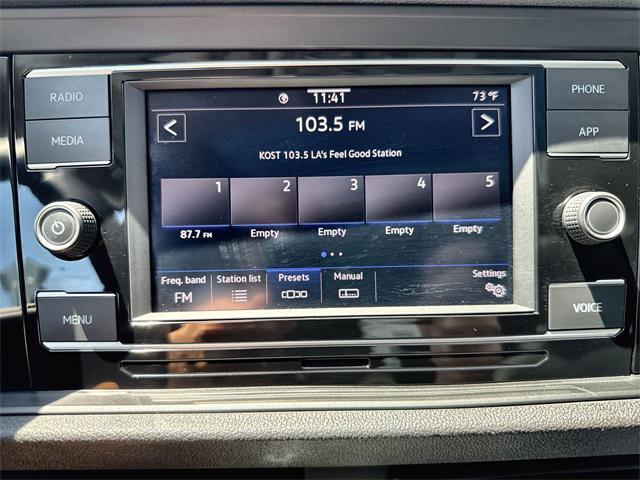 RADIO
MEDIA
MENU
11:41
73 °F
103.5 FM
KOST 103.5 LA's Feel Good Station
1 2 3 4 5
87.7 FM Empty Empty Empty Empty
Freq. band Station list Presets Manual Settings
FM
PHONE
APP
VOICE